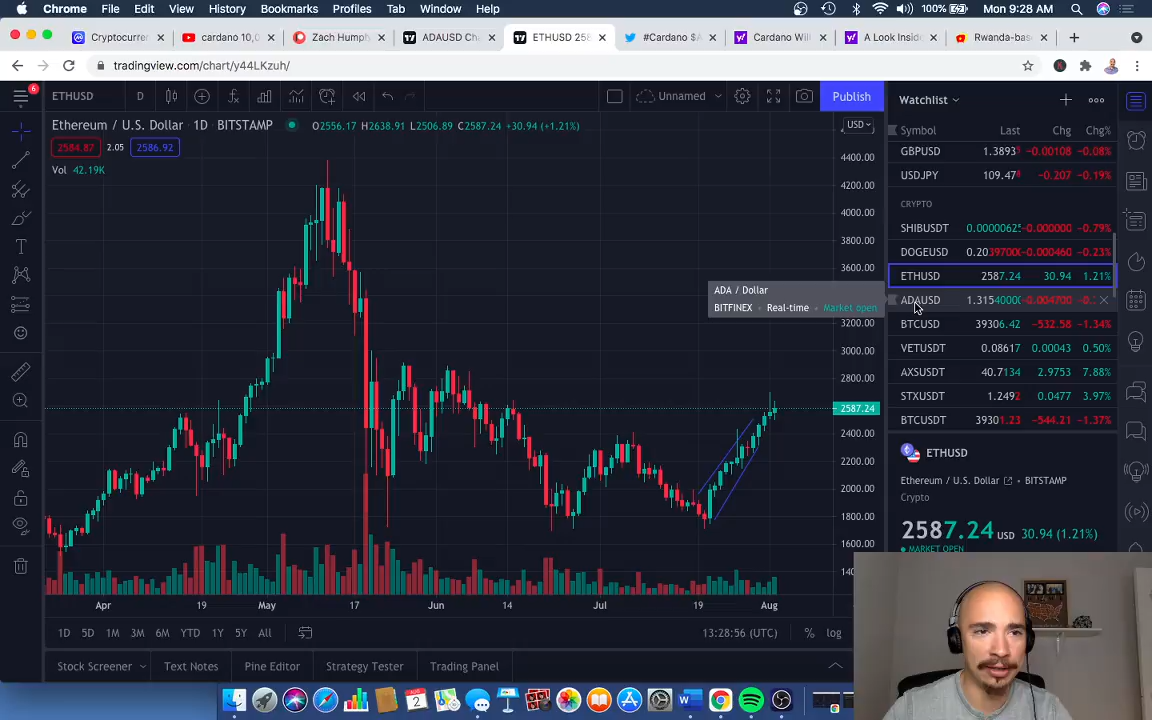 Chrome File Edit View History Bookmarks Profiles Tab Window Help 100% Mon 9:28 AM
Cryptocurr cardano 10,0 Zach Humph ADAUSD Ch ETHUSD 258 #Cardano $A Cardano Will A Look Insid Rwanda-bas
tradingview.com/chart/y44LKzuh/
6
ETHUSD D Unnamed Publish Watchlist
Ethereum / U.S. Dollar 1D BITSTAMP O2556.17 H2638.91 L2506.89 C2587.24 +30.94 (+1.21%) USD
2584.87 2.05 2586.92
Vol 42.19K
Symbol Last Chg Chg%
GBPUSD 1.3893 -0.00108 -0.08%
USDJPY 109.47 -0.207 -0.19%
CRYPTO
SHIBUSDT 0.00000625 -0.000000 -0.79%
DOGEUSD 0.20397000 -0.000460 -0.23%
ETHUSD 2587.24 30.94 1.21%
ADAUSD 1.31540000 -0.004700
BTCUSD 39306.42 -532.58 -1.34%
VETUSDT 0.08617 0.00043 0.50%
AXSUSDT 40.7134 2.9753 7.88%
STXUSDT 1.2492 0.0477 3.97%
BTCUSDT 39301.23 -544.21 -1.37%
ADA / Dollar
BITFINEX Real-time Market open
4400.00
4200.00
4000.00
3800.00
3600.00
3200.00
3000.00
2800.00
2587.24
2400.00
2200.00
2000.00
1800.00
1600.00
ETHUSD
Ethereum / U.S. Dollar BITSTAMP
Crypto
2587.24 USD 30.94 (1.21%)
MARKET OPEN
Apr 19 May 17 Jun 14 Jul 19 Aug
1D 5D 1M 3M 6M YTD 1Y 5Y All 13:28:56 (UTC) % log
Stock Screener Text Notes Pine Editor Strategy Tester Trading Panel
AUG
2